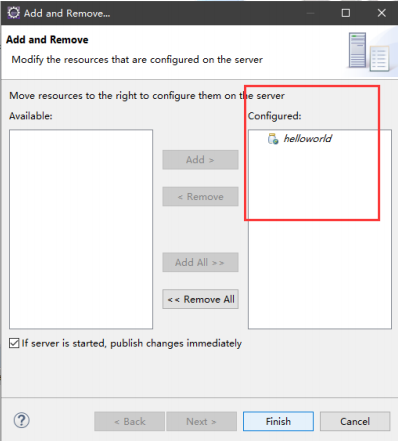 Add and Remove...
Add and Remove
Modify the resources that are configured on the server
Move resources to the right to configure them on the server
Available:
Configured:
helloworld
Add >
< Remove
Add All >>
<< Remove All
If server is started, publish changes immediately
?
< Back
Next >
Finish
Cancel